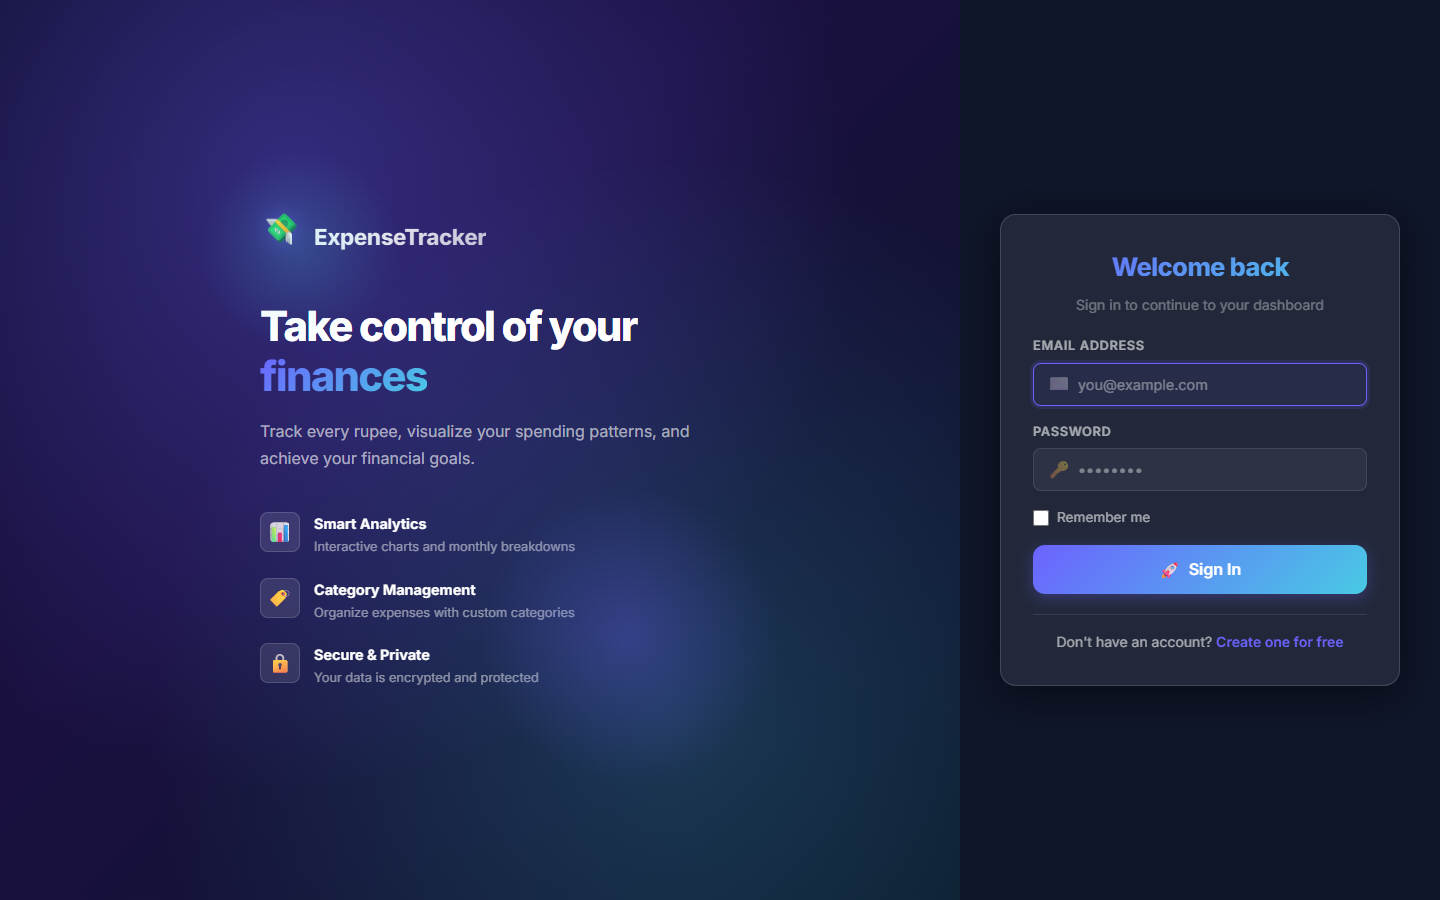 ExpenseTracker
Take control of your
finances
Track every rupee, visualize your spending patterns, and
achieve your financial goals.
Smart Analytics
Interactive charts and monthly breakdowns
Category Management
Organize expenses with custom categories
Secure & Private
Your data is encrypted and protected
Welcome back
Sign in to continue to your dashboard
EMAIL ADDRESS
you@example.com
PASSWORD
••••••••
Remember me
Sign In
Don't have an account? Create one for free